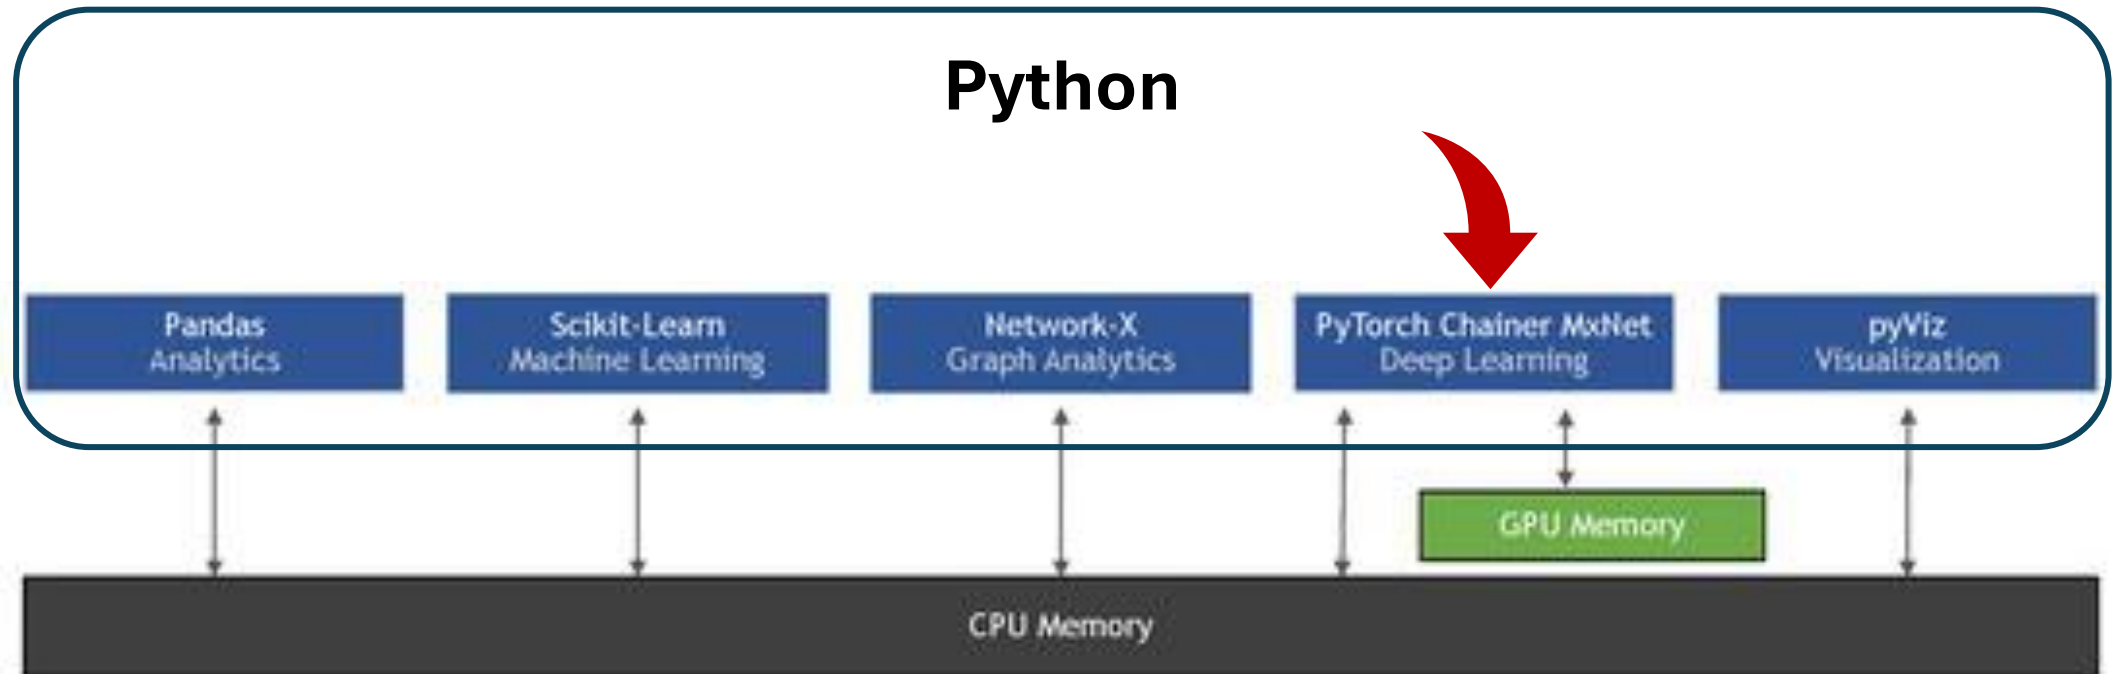 Python
Pandas
Analytics
Scikit-Learn
Machine Learning
Network-X
Graph Analytics
PyTorch Chainer MxNet
Deep Learning
pyViz
Visualization
GPU Memory
CPU Memory